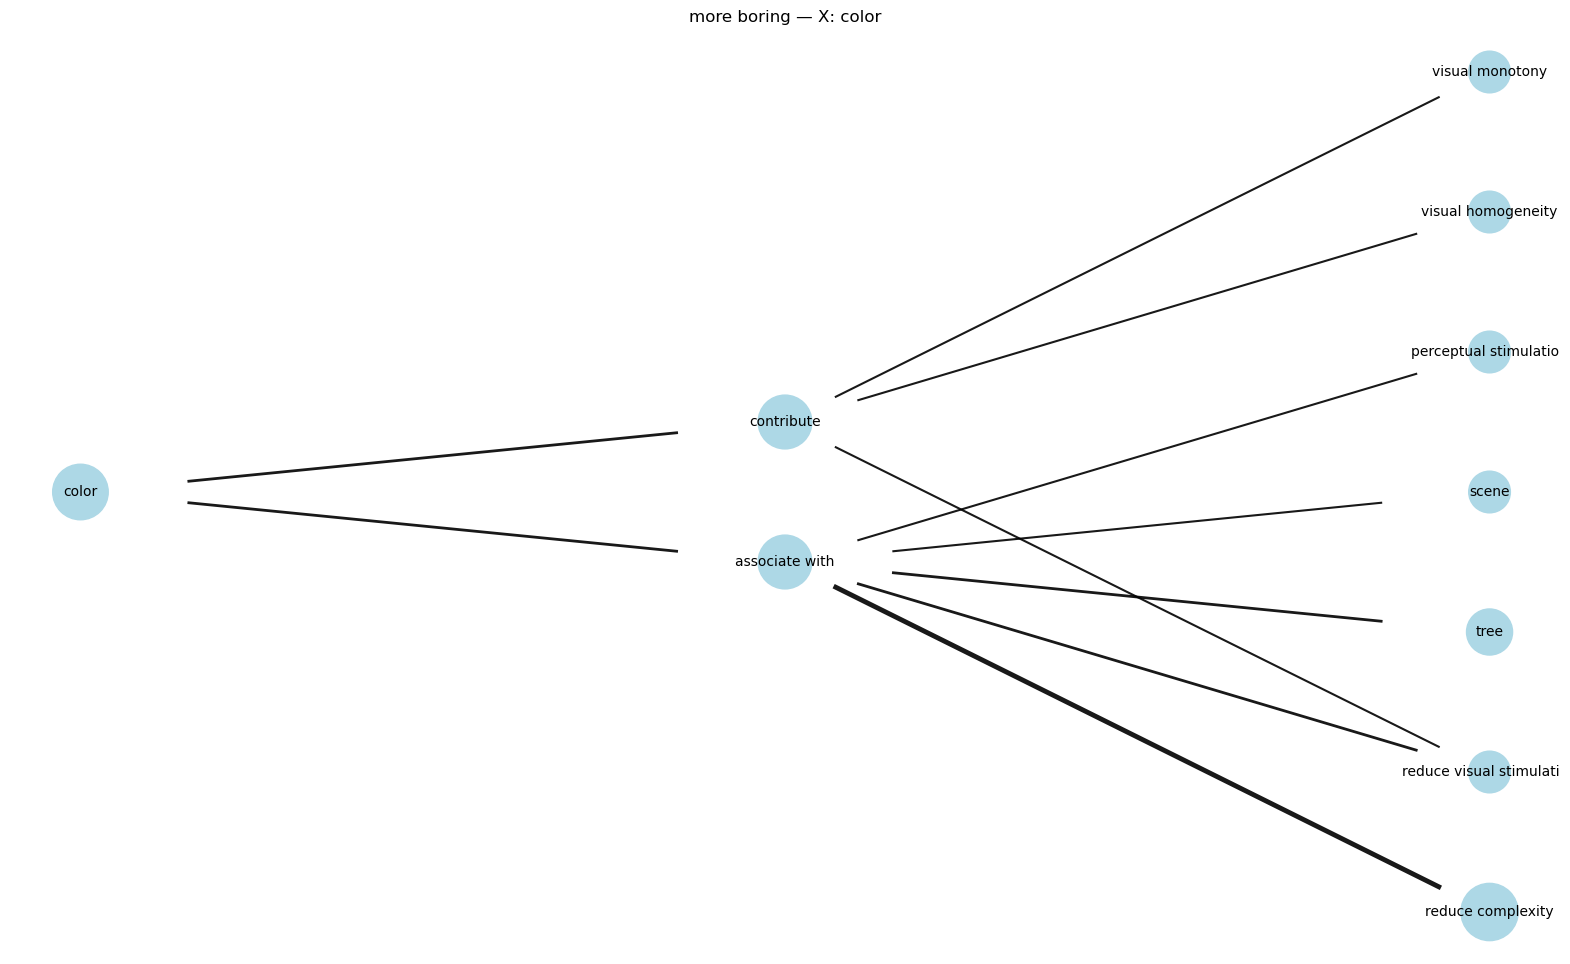 more boring — X: color
visual monotony
visual homogeneity
perceptual stimulatio
contribute
color
scene
associate with
tree
reduce visual stimulati
reduce complexity